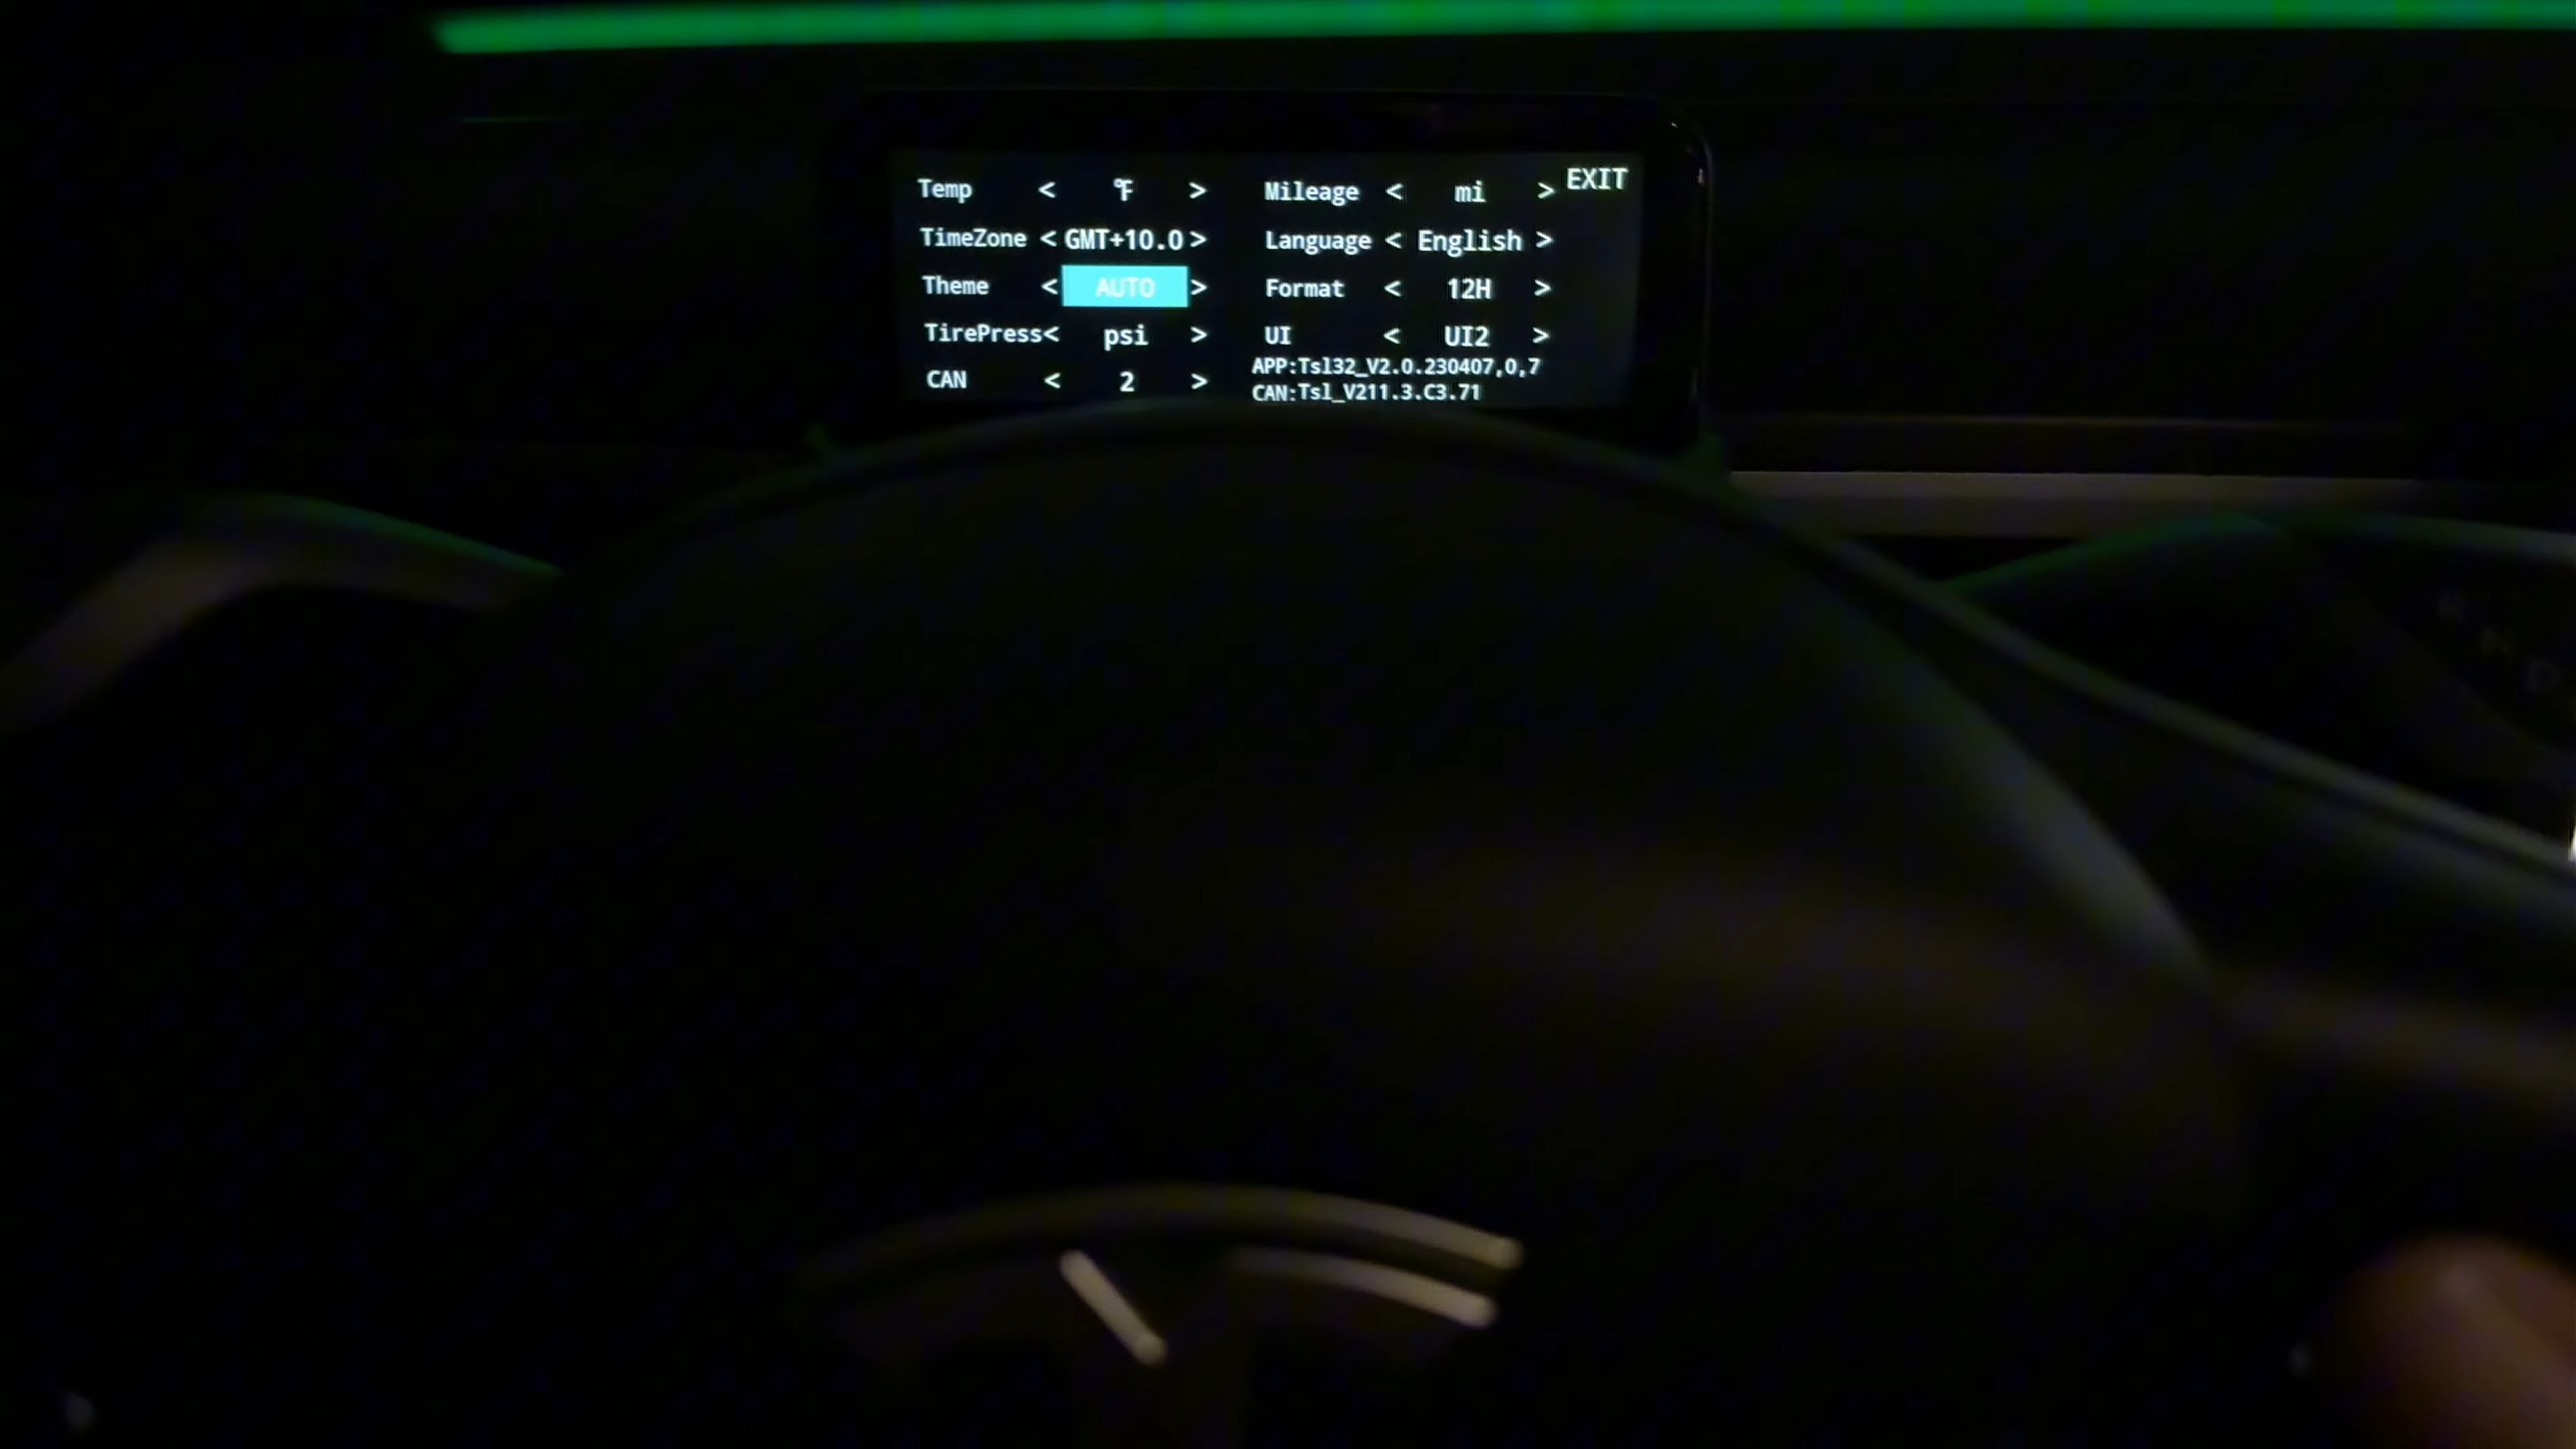 Temp < °F > Mileage < mi > EXIT
TimeZone < GMT+10.0 > Language < English >
Theme < AUTO > Format < 12H >
TirePress < psi > UI < UI2 >
APP:Tsl32_V2.0.230407,0,7
CAN < 2 > CAN:Tsl_V211.3.C3.71
R
N
D